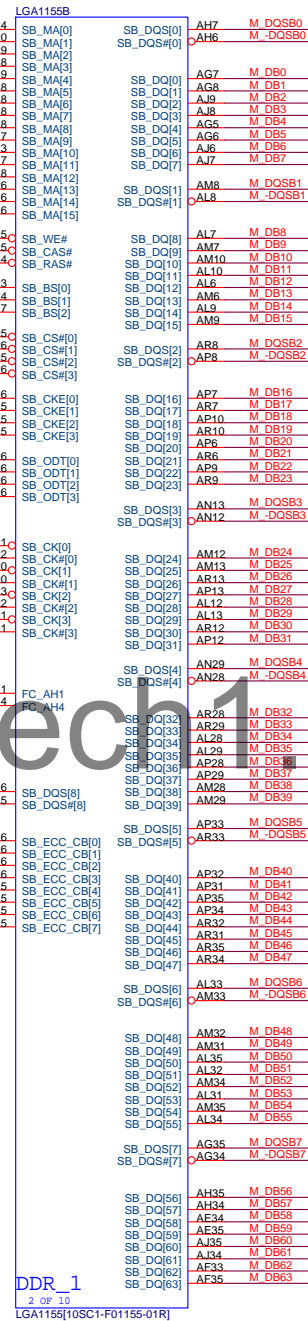 LGA1155B
SB_MA[0]
SB_MA[1]
SB_MA[2]
SB_MA[3]
SB_MA[4]
SB_MA[5]
SB_MA[6]
SB_MA[7]
SB_MA[8]
SB_MA[9]
SB_MA[10]
SB_MA[11]
SB_MA[12]
SB_MA[13]
SB_MA[14]
SB_MA[15]
SB_WE#
SB_CAS#
SB_RAS#
SB_BS[0]
SB_BS[1]
SB_BS[2]
SB_CS#[0]
SB_CS#[1]
SB_CS#[2]
SB_CS#[3]
SB_CKE[0]
SB_CKE[1]
SB_CKE[2]
SB_CKE[3]
SB_ODT[0]
SB_ODT[1]
SB_ODT[2]
SB_ODT[3]
SB_CK[0]
SB_CK#[0]
SB_CK[1]
SB_CK#[1]
SB_CK[2]
SB_CK#[2]
SB_CK[3]
SB_CK#[3]
FC_AH1
FC_AH4
SB_DQS[8]
SB_DQS#[8]
SB_ECC_CB[0]
SB_ECC_CB[1]
SB_ECC_CB[2]
SB_ECC_CB[3]
SB_ECC_CB[4]
SB_ECC_CB[5]
SB_ECC_CB[6]
SB_ECC_CB[7]
SB_DQS[0] AH7 M_DQSB0
SB_DQS#[0] AH6 M_-DQSB0
SB_DQ[0] AG7 M_DB0
SB_DQ[1] AG8 M_DB1
SB_DQ[2] AJ9 M_DB2
SB_DQ[3] AJ8 M_DB3
SB_DQ[4] AG5 M_DB4
SB_DQ[5] AG6 M_DB5
SB_DQ[6] AJ6 M_DB6
SB_DQ[7] AJ7 M_DB7
SB_DQS[1] AM8 M_DQSB1
SB_DQS#[1] AL8 M_-DQSB1
SB_DQ[8] AL7 M_DB8
SB_DQ[9] AM7 M_DB9
SB_DQ[10] AM10 M_DB10
SB_DQ[11] AL10 M_DB11
SB_DQ[12] AL6 M_DB12
SB_DQ[13] AM6 M_DB13
SB_DQ[14] AL9 M_DB14
SB_DQ[15] AM9 M_DB15
SB_DQS[2] AR8 M_DQSB2
SB_DQS#[2] AP8 M_-DQSB2
SB_DQ[16] AP7 M_DB16
SB_DQ[17] AR7 M_DB17
SB_DQ[18] AP10 M_DB18
SB_DQ[19] AR10 M_DB19
SB_DQ[20] AP6 M_DB20
SB_DQ[21] AR6 M_DB21
SB_DQ[22] AP9 M_DB22
SB_DQ[23] AR9 M_DB23
SB_DQS[3] AN13 M_DQSB3
SB_DQS#[3] AN12 M_-DQSB3
SB_DQ[24] AM12 M_DB24
SB_DQ[25] AM13 M_DB25
SB_DQ[26] AR13 M_DB26
SB_DQ[27] AP13 M_DB27
SB_DQ[28] AL12 M_DB28
SB_DQ[29] AL13 M_DB29
SB_DQ[30] AR12 M_DB30
SB_DQ[31] AP12 M_DB31
SB_DQS[4] AN29 M_DQSB4
SB_DQS#[4] AN28 M_-DQSB4
SB_DQ[32] AR28 M_DB32
SB_DQ[33] AR29 M_DB33
SB_DQ[34] AL28 M_DB34
SB_DQ[35] AL29 M_DB35
SB_DQ[36] AP28 M_DB36
SB_DQ[37] AP29 M_DB37
SB_DQ[38] AM28 M_DB38
SB_DQ[39] AM29 M_DB39
ech1.
SB_DQS[5] AP33 M_DQSB5
SB_DQS#[5] AR33 M_-DQSB5
SB_DQ[40] AP32 M_DB40
SB_DQ[41] AP31 M_DB41
SB_DQ[42] AP35 M_DB42
SB_DQ[43] AP34 M_DB43
SB_DQ[44] AR32 M_DB44
SB_DQ[45] AR31 M_DB45
SB_DQ[46] AR35 M_DB46
SB_DQ[47] AR34 M_DB47
SB_DQS[6] AL33 M_DQSB6
SB_DQS#[6] AM33 M_-DQSB6
SB_DQ[48] AM32 M_DB48
SB_DQ[49] AM31 M_DB49
SB_DQ[50] AL35 M_DB50
SB_DQ[51] AL32 M_DB51
SB_DQ[52] AM34 M_DB52
SB_DQ[53] AL31 M_DB53
SB_DQ[54] AM35 M_DB54
SB_DQ[55] AL34 M_DB55
SB_DQS[7] AG35 M_DQSB7
SB_DQS#[7] AG34 M_-DQSB7
SB_DQ[56] AH35 M_DB56
SB_DQ[57] AH34 M_DB57
SB_DQ[58] AE34 M_DB58
SB_DQ[59] AE35 M_DB59
SB_DQ[60] AJ35 M_DB60
SB_DQ[61] AJ34 M_DB61
SB_DQ[62] AF33 M_DB62
SB_DQ[63] AF35 M_DB63
DDR_1
2 OF 10
LGA1155[10SC1-F01155-01R]